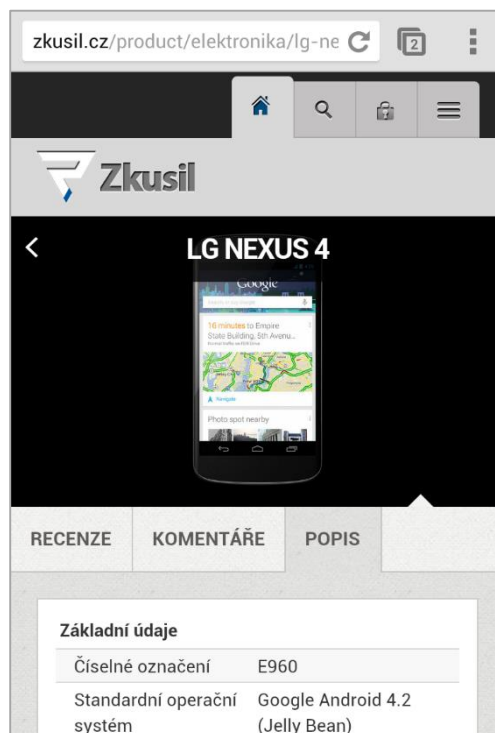 zkusil.cz/product/elektronika/lg-ne
2
Zkusil
LG NEXUS 4
Google
16 minutes to Empire
State Building, 5th Avenu...
Navigate
Photo spot nearby
RECENZE KOMENTÁŘE POPIS
Základní údaje
Číselné označení E960
Standardní operační Google Android 4.2
systém (Jelly Bean)